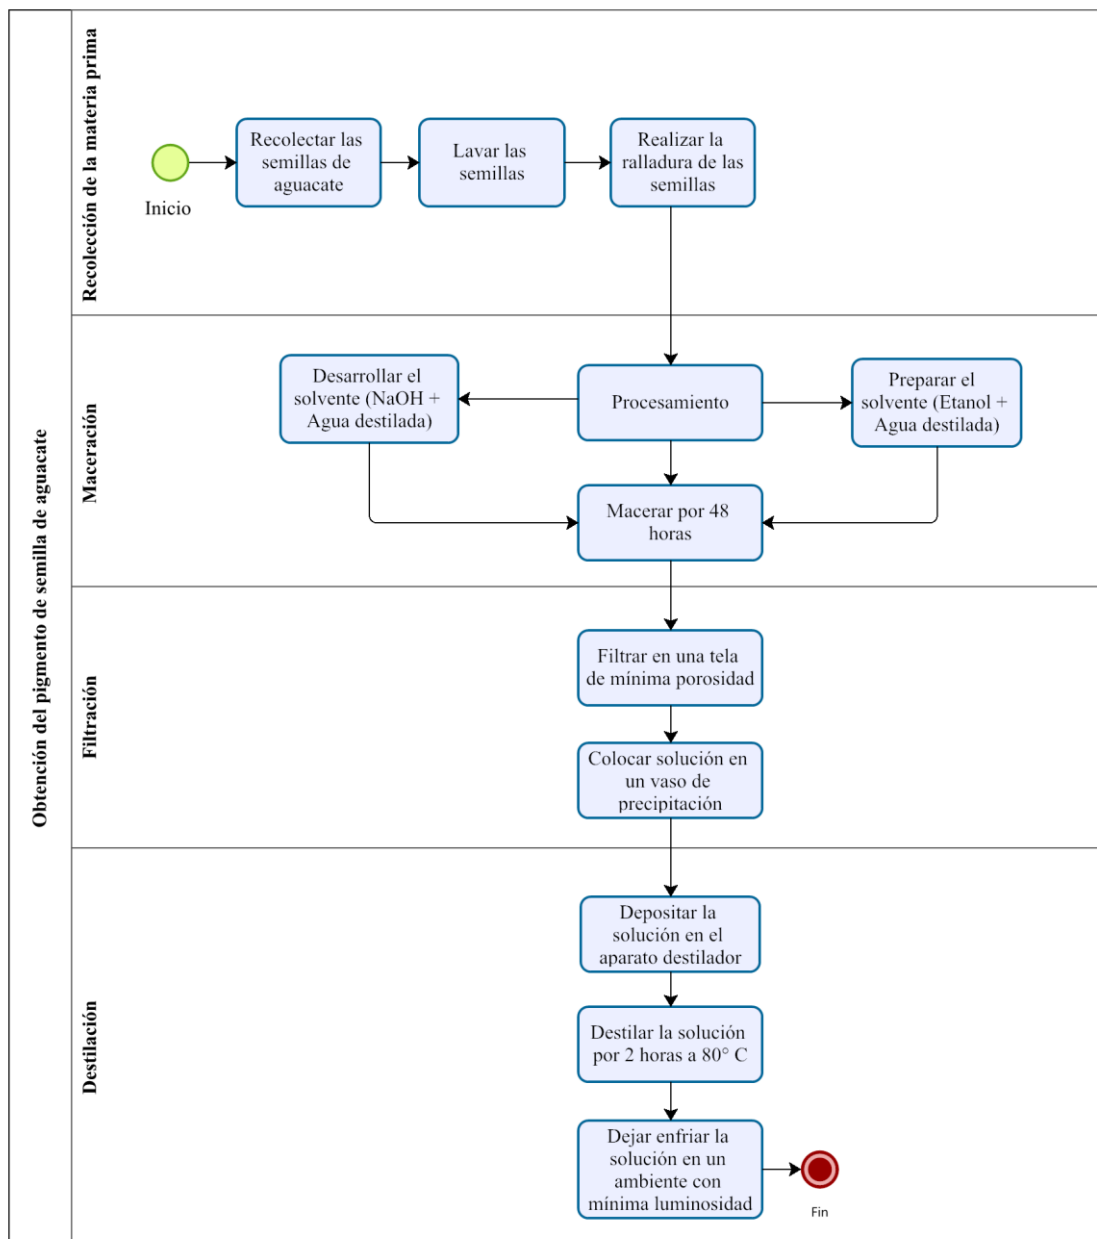 Obtención del pigmento de semilla de aguacate
Recolección de la materia prima
Inicio
Recolectar las
semillas de
aguacate
Lavar las
semillas
Realizar la
ralladura de las
semillas
Maceración
Desarrollar el
solvente (NaOH +
Agua destilada)
Procesamiento
Preparar el
solvente (Etanol +
Agua destilada)
Macerar por 48
horas
Filtración
Filtrar en una tela
de mínima porosidad
Colocar solución en
un vaso de
precipitación
Destilación
Depositar la
solución en el
aparato destilador
Destilar la solución
por 2 horas a 80° C
Dejar enfriar la
solución en un
ambiente con
mínima luminosidad
Fin